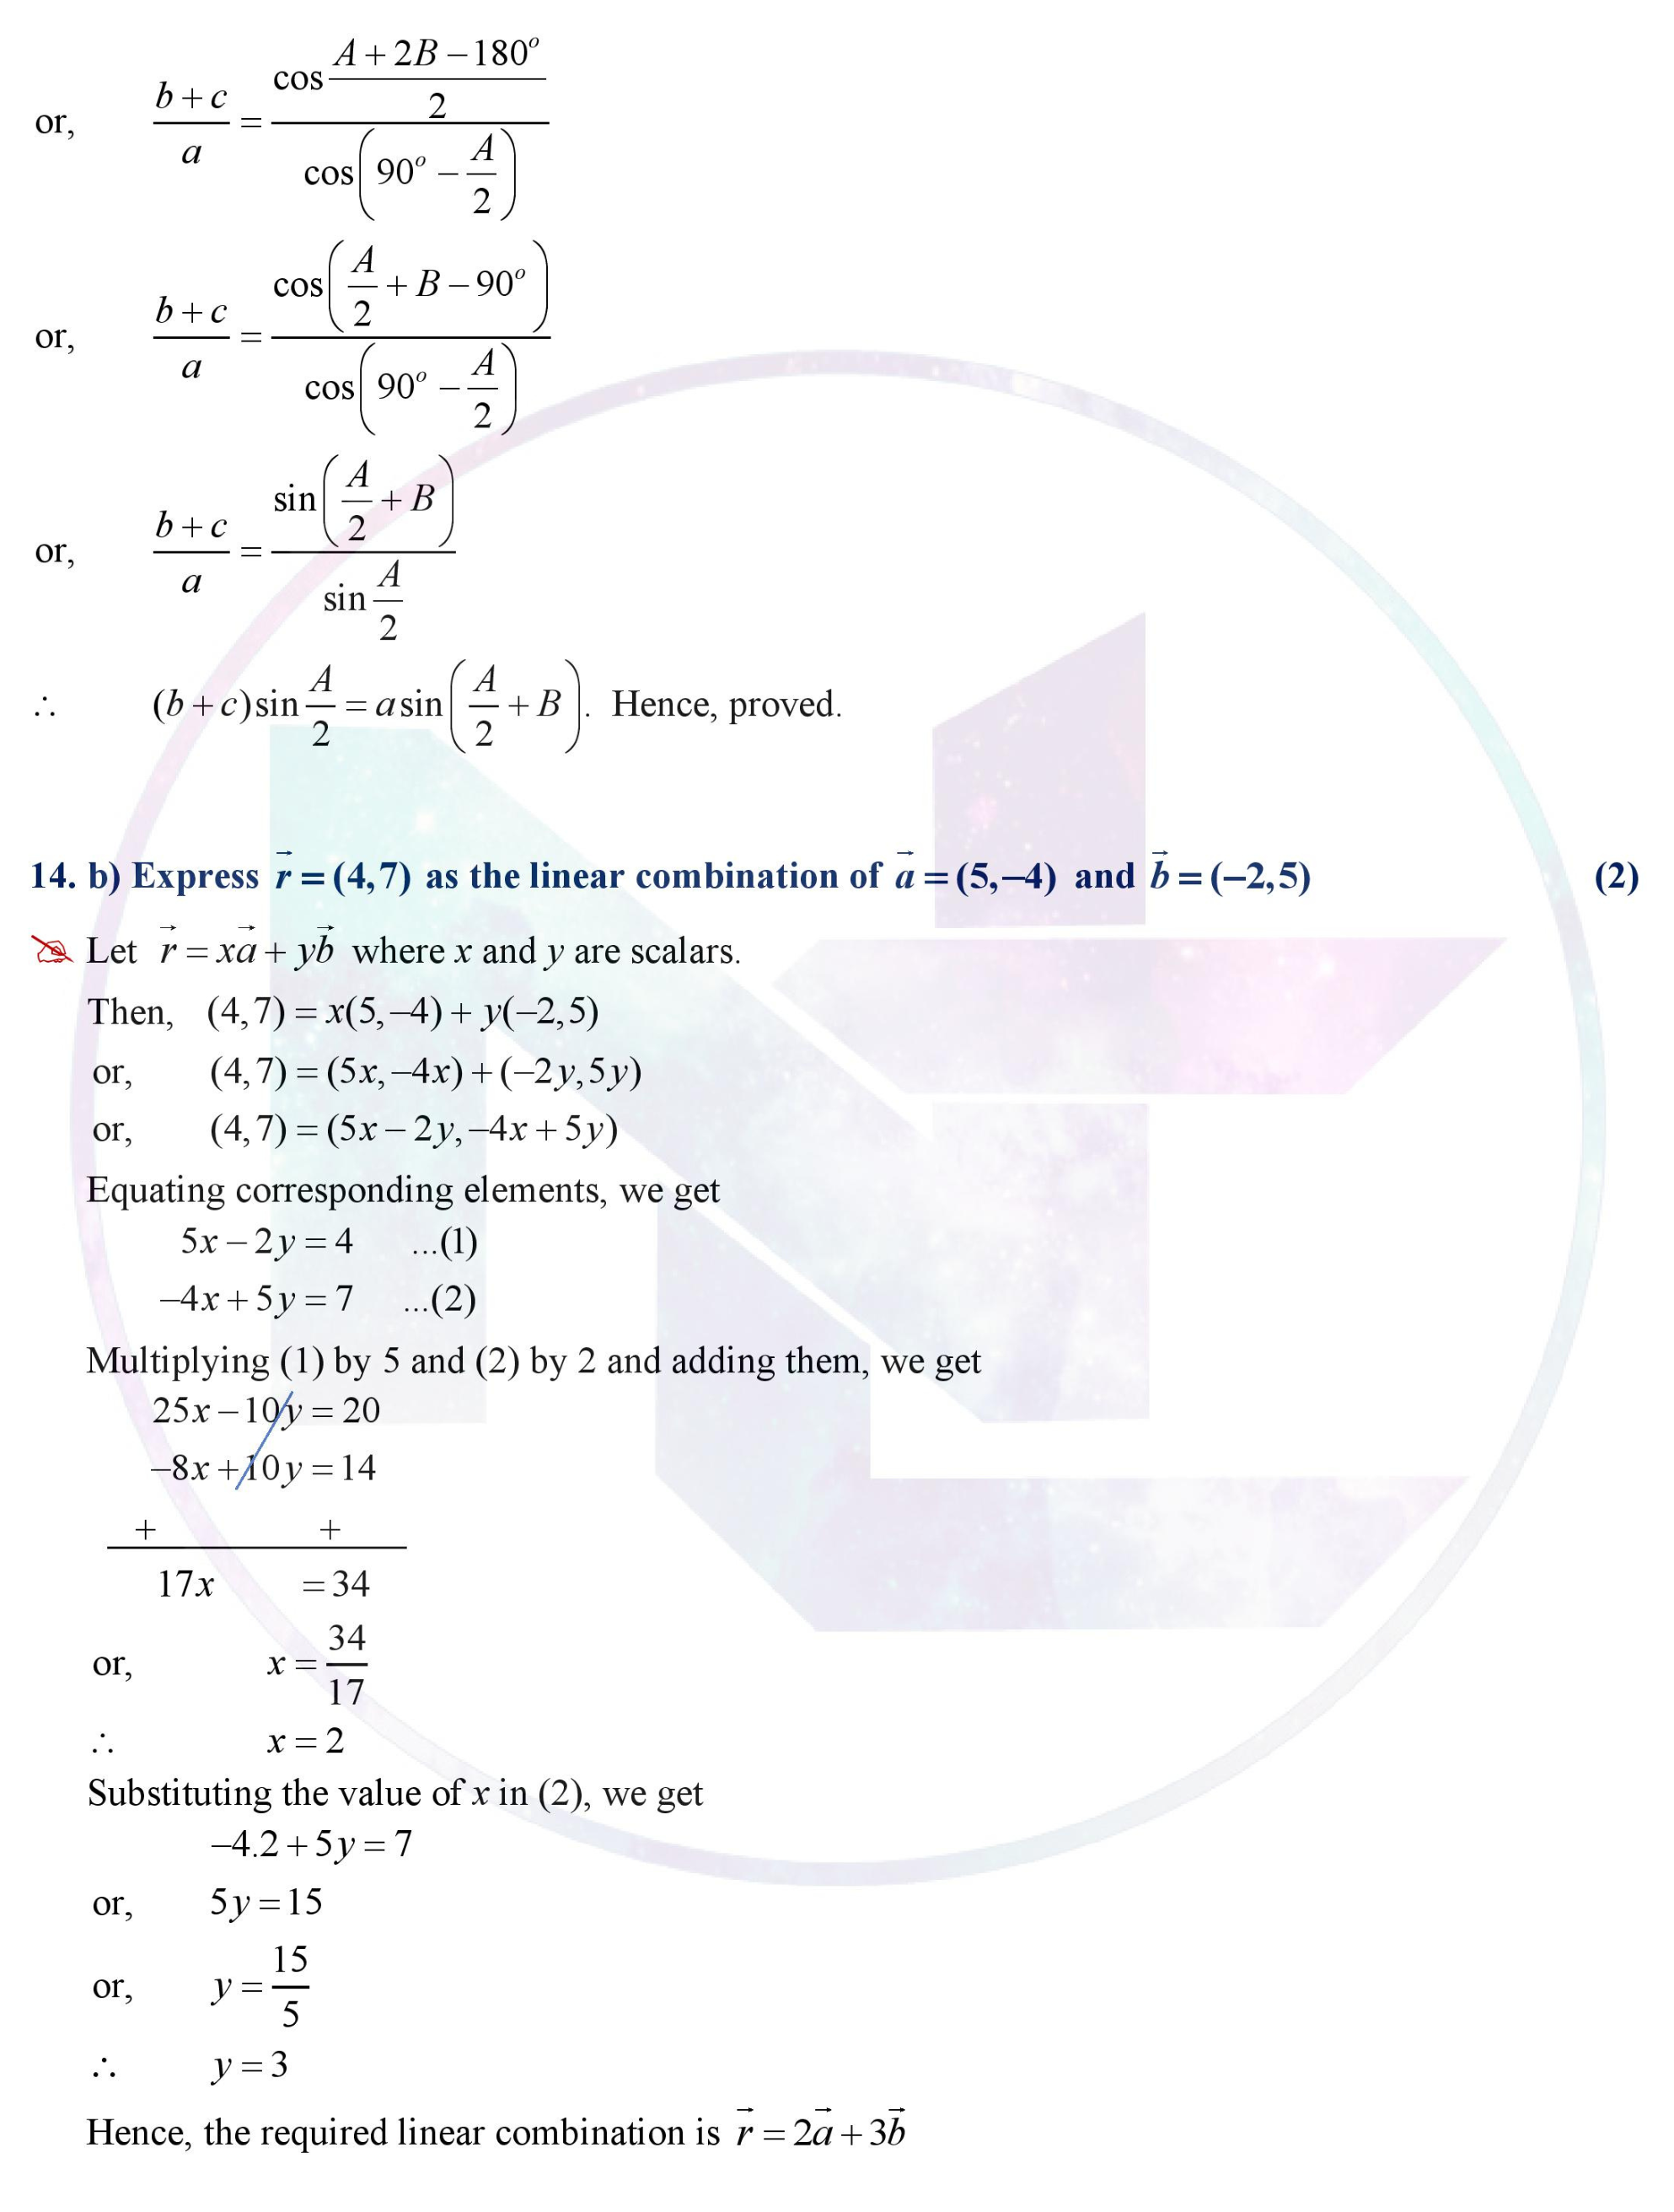 or, \frac{b+c}{a} = \frac{\cos\frac{A+2B-180^o}{2}}{\cos\left(90^o-\frac{A}{2}\right)}
or, \frac{b+c}{a} = \frac{\cos\left(\frac{A}{2}+B-90^o\right)}{\cos\left(90^o-\frac{A}{2}\right)}
or, \frac{b+c}{a} = \frac{\sin\left(\frac{A}{2}+B\right)}{\sin\frac{A}{2}}
∴ (b+c)\sin\frac{A}{2} = a\sin\left(\frac{A}{2}+B\right). Hence, proved.
14. b) Express \vec{r} = (4,7) as the linear combination of \vec{a} = (5,−4) and \vec{b} = (−2,5) (2)
Let \vec{r} = x\vec{a} + y\vec{b} where x and y are scalars.
Then, (4,7) = x(5,−4) + y(−2,5)
or, (4,7) = (5x,−4x) + (−2y,5y)
or, (4,7) = (5x − 2y,−4x + 5y)
Equating corresponding elements, we get
5x − 2y = 4 ...(1)
−4x + 5y = 7 ...(2)
Multiplying (1) by 5 and (2) by 2 and adding them, we get
25x − 10y = 20
−8x + 10y = 14
+ +
17x = 34
or, x = \frac{34}{17}
∴ x = 2
Substituting the value of x in (2), we get
−4.2 + 5y = 7
or, 5y = 15
or, y = \frac{15}{5}
∴ y = 3
Hence, the required linear combination is \vec{r} = 2\vec{a} + 3\vec{b}